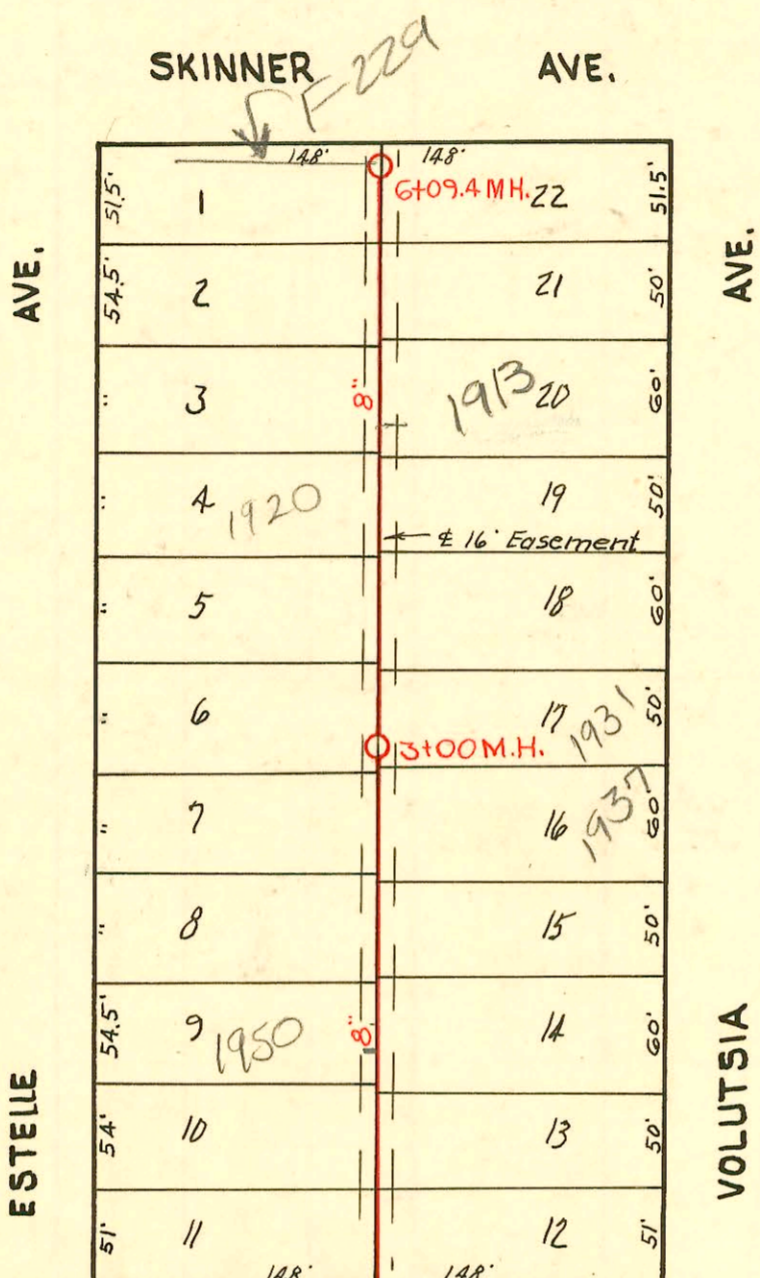 SKINNER AVE.
F-229
148' 148'
51.5' 1 6+09.4 M.H. 22 51.5'
AVE. AVE.
54.5' 2 21 50'
" 3 8" 1913 20 60'
" 4 1920 19 50'
℄ 16' Easement
" 5 18 60'
" 6 17 50'
1931
3+00 M.H.
" 7 16 60'
1937
" 8 15 50'
54.5' 9 1950 8" 14 60'
ESTELLE VOLUTSIA
54' 10 13 50'
51' 11 12 51'
148' 148'